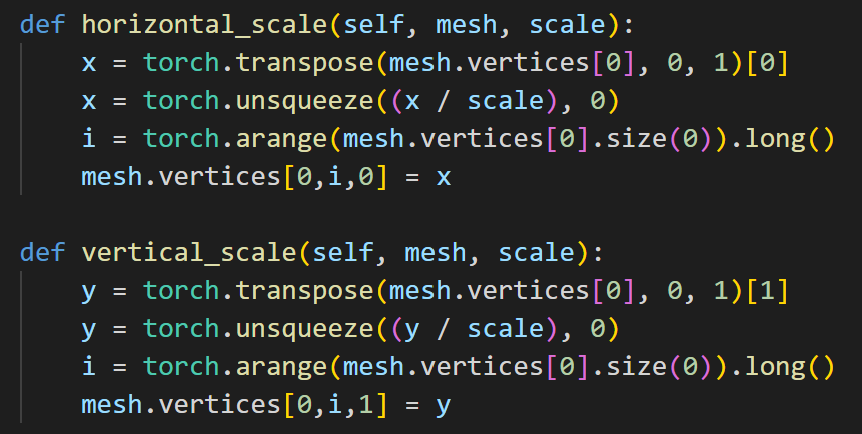 def horizontal_scale(self, mesh, scale):
    x = torch.transpose(mesh.vertices[0], 0, 1)[0]
    x = torch.unsqueeze((x / scale), 0)
    i = torch.arange(mesh.vertices[0].size(0)).long()
    mesh.vertices[0,i,0] = x

def vertical_scale(self, mesh, scale):
    y = torch.transpose(mesh.vertices[0], 0, 1)[1]
    y = torch.unsqueeze((y / scale), 0)
    i = torch.arange(mesh.vertices[0].size(0)).long()
    mesh.vertices[0,i,1] = y